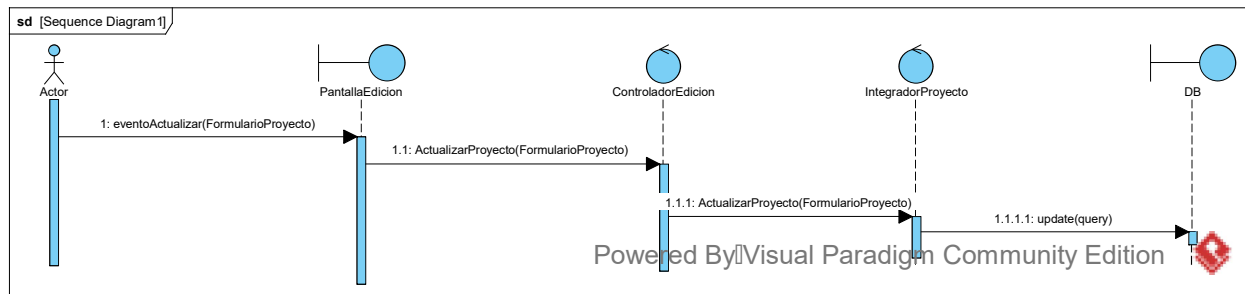 sd [Sequence Diagram1]
Actor
PantallaEdicion
ControladorEdicion
IntegradorProyecto
DB
1: eventoActualizar(FormularioProyecto)
1.1: ActualizarProyecto(FormularioProyecto)
1.1.1: ActualizarProyecto(FormularioProyecto)
1.1.1.1: update(query)
Powered By Visual Paradigm Community Edition